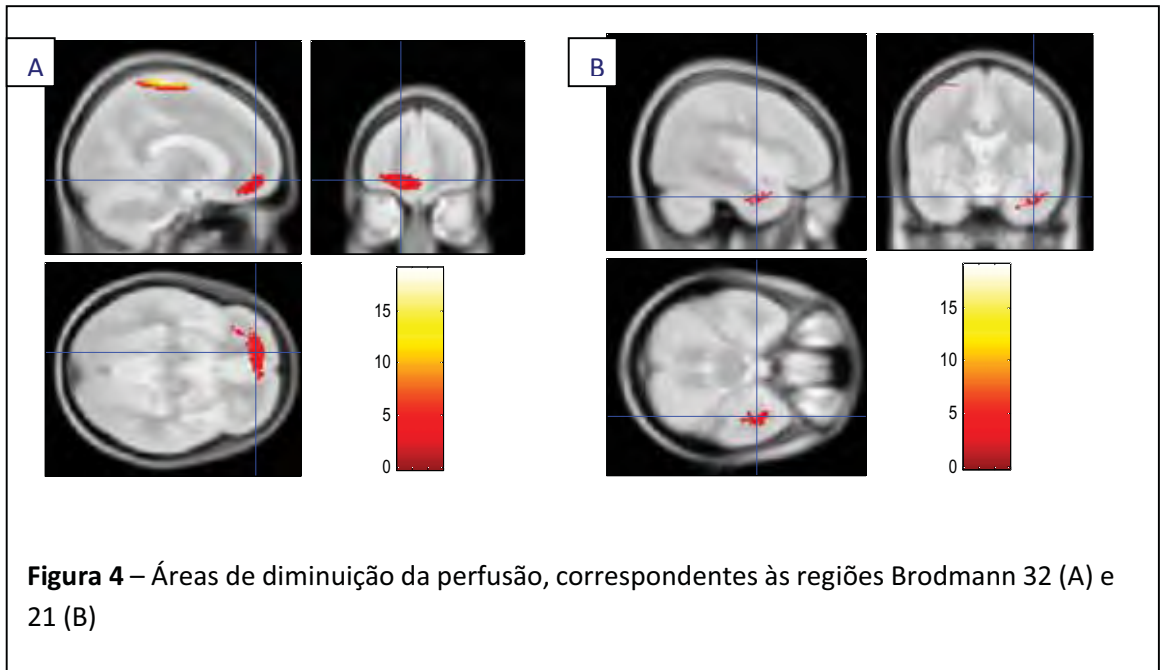 A
B
15
10
5
0
15
10
5
0
Figura 4 – Áreas de diminuição da perfusão, correspondentes às regiões Brodmann 32 (A) e
21 (B)